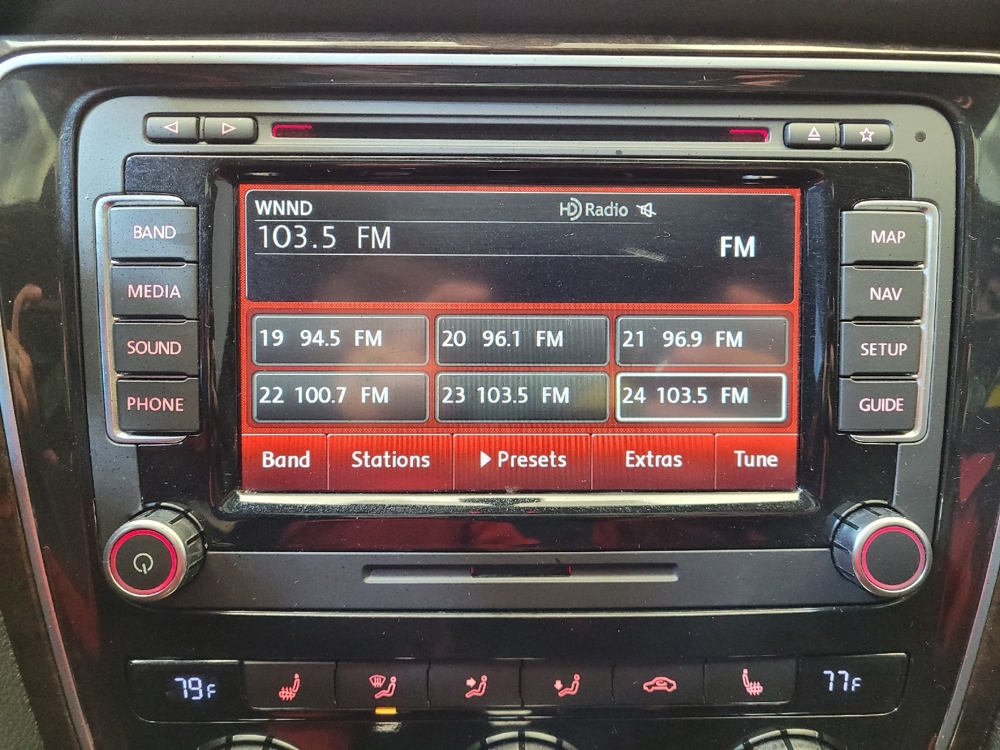 WNND
HD Radio
103.5 FM
FM
BAND
MEDIA
SOUND
PHONE
19 94.5 FM
20 96.1 FM
21 96.9 FM
22 100.7 FM
23 103.5 FM
24 103.5 FM
Band
Stations
Presets
Extras
Tune
MAP
NAV
SETUP
GUIDE
79F
77F